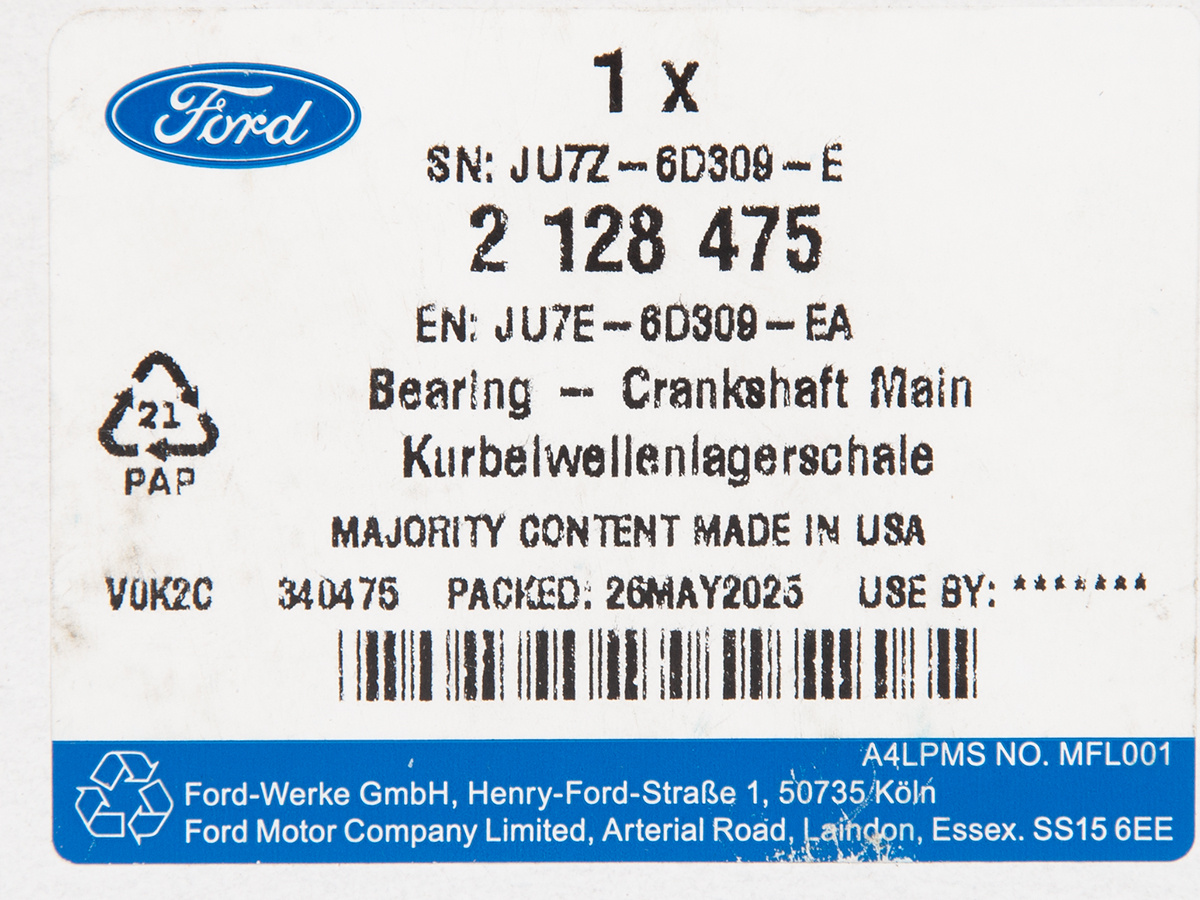 Ford
1 x
SN: JU7Z-6D309-E
2 128 475
EN: JU7E-6D309-EA
Bearing - Crankshaft Main
21
PAP
Kurbelwellenlagerschale
MAJORITY CONTENT MADE IN USA
V0K2C 340475 PACKED: 26MAY2025 USE BY: *******
A4LPMS NO. MFL001
Ford-Werke GmbH, Henry-Ford-Straße 1, 50735 Köln
Ford Motor Company Limited, Arterial Road, Laindon, Essex. SS15 6EE